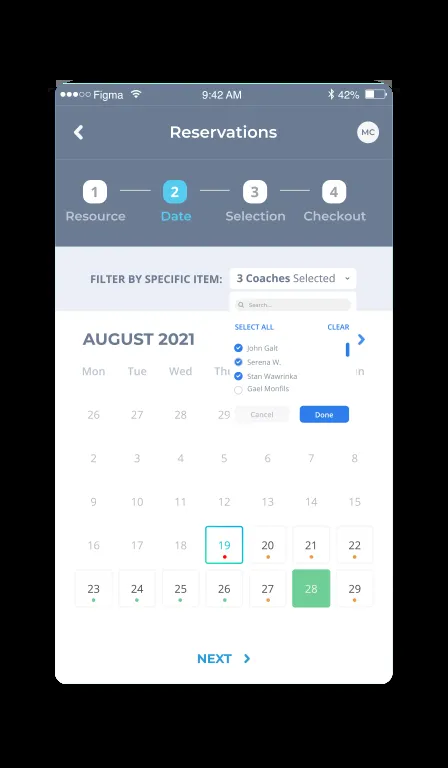 Figma 9:42 AM 42%
Reservations MC
1 2 3 4
Resource Date Selection Checkout
FILTER BY SPECIFIC ITEM: 3 Coaches Selected
Search...
SELECT ALL CLEAR
AUGUST 2021
John Galt
Serena W.
Mon Tue Wed
Stan Wawrinka
Gael Monfils
26 27 28 29
Cancel Done
2 3 4 5 6 7 8
9 10 11 12 13 14 15
16 17 18 19 20 21 22
23 24 25 26 27 28 29
NEXT